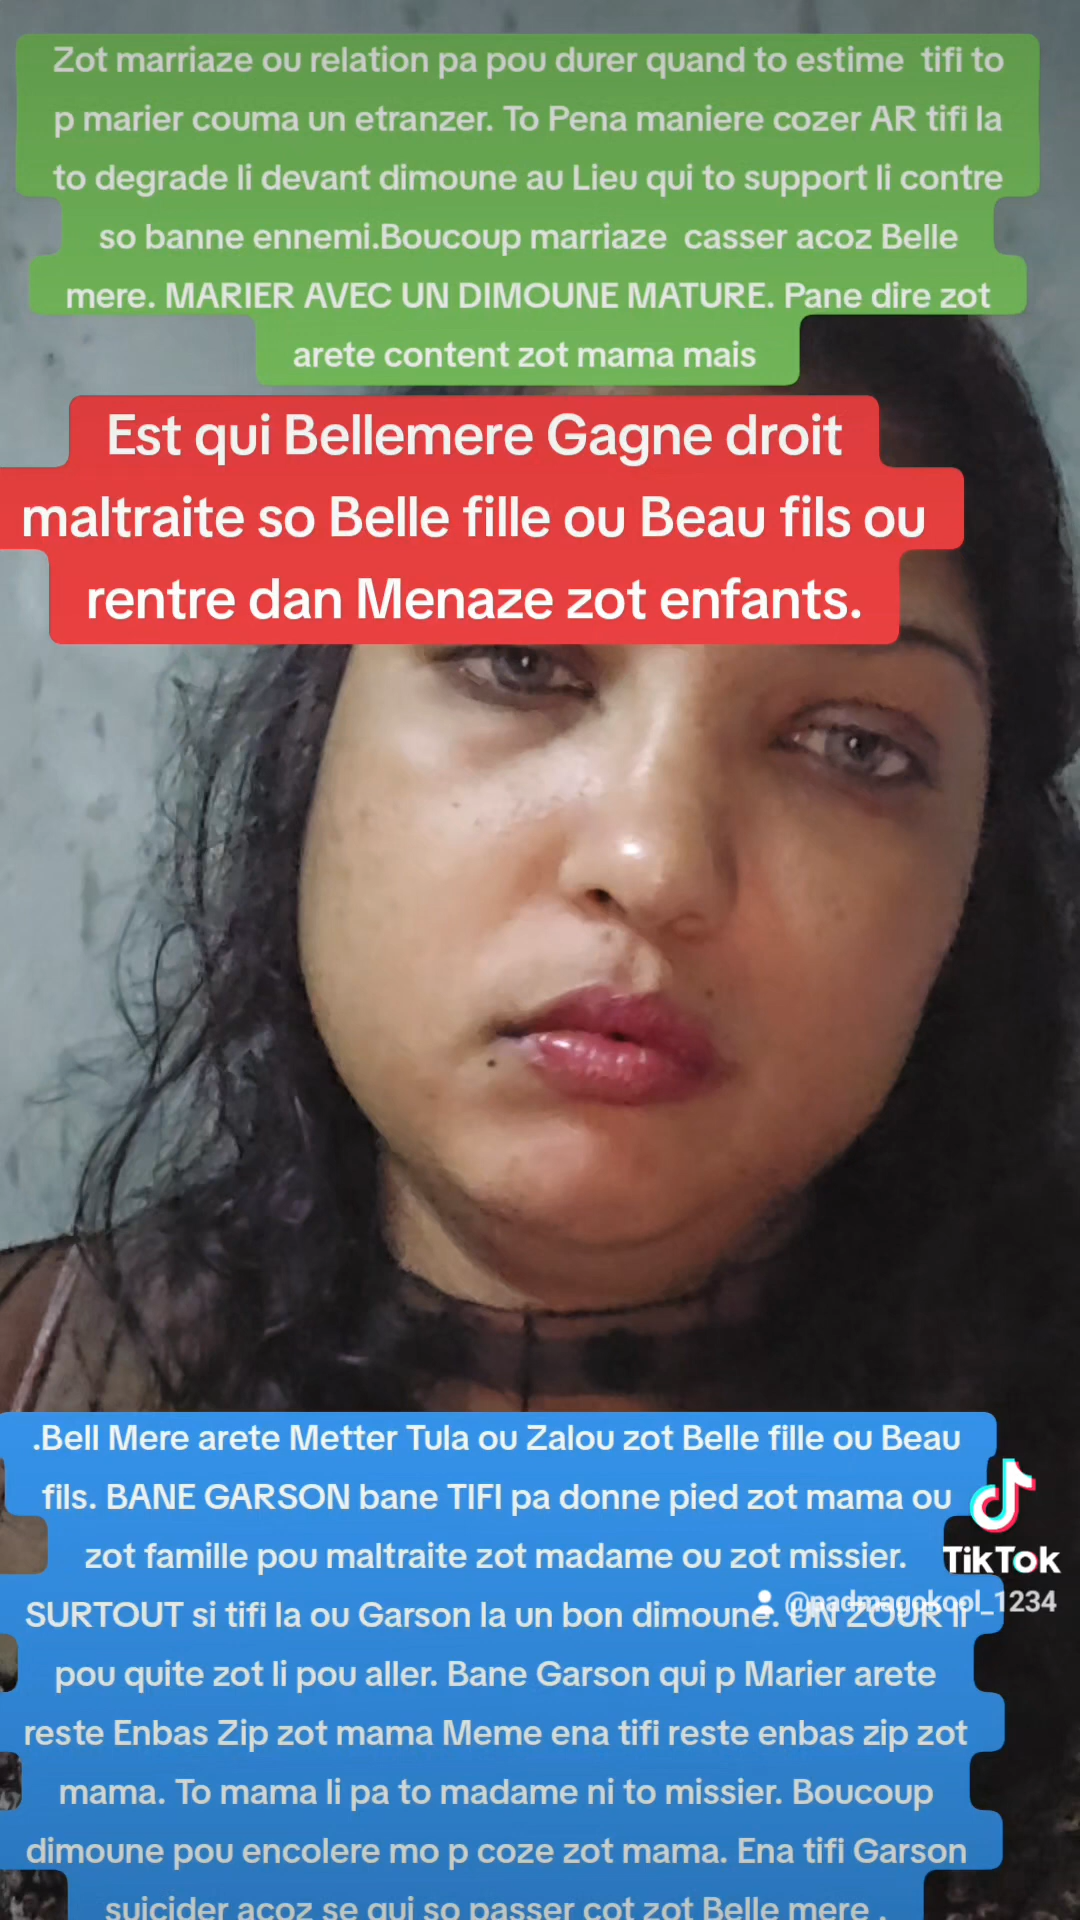 Zot marriaze ou relation pa pou durer quand to estime tifi to
p marier couma un etranzer. To Pena maniere cozer AR tifi la
to degrade li devant dimoune au Lieu qui to support li contre
so banne ennemi.Boucoup marriaze casser acoz Belle
mere. MARIER AVEC UN DIMOUNE MATURE. Pane dire zot
arete content zot mama mais
Est qui Bellemere Gagne droit
maltraite so Belle fille ou Beau fils ou
rentre dan Menaze zot enfants.
.Bell Mere arete Metter Tula ou Zalou zot Belle fille ou Beau
fils. BANE GARSON bane TIFI pa donne pied zot mama ou
zot famille pou maltraite zot madame ou zot missier.
TikTok
SURTOUT si tifi la ou Garson la un bon dimoune. UN ZOUR li
@padmagokool_1234
pou quite zot li pou aller. Bane Garson qui p Marier arete
reste Enbas Zip zot mama Meme ena tifi reste enbas zip zot
mama. To mama li pa to madame ni to missier. Boucoup
dimoune pou encolere mo p coze zot mama. Ena tifi Garson
suicider acoz se qui so passer cot zot Belle mere .